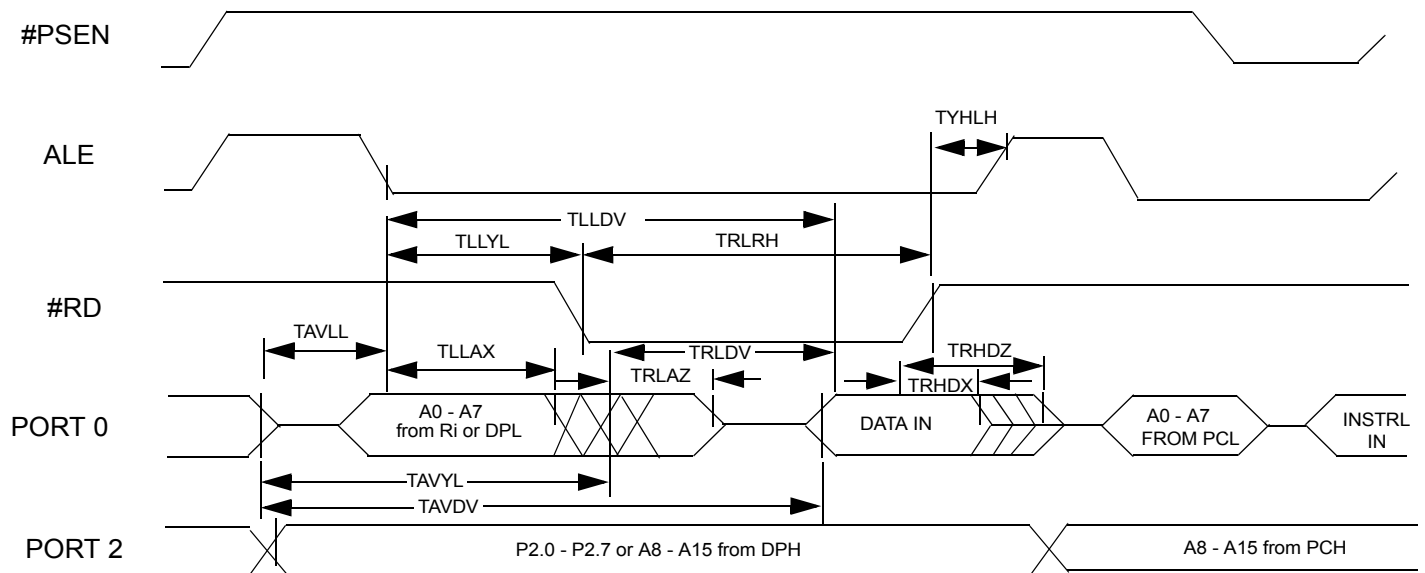 #PSEN
TYHLH
ALE
TLLDV
TLLYL
TRLRH
#RD
TAVLL
TLLAX
TRLDV
TRHDZ
TRLAZ
TRHDX
PORT 0
A0 - A7
from Ri or DPL
DATA IN
A0 - A7
FROM PCL
INSTRL
IN
TAVYL
TAVDV
PORT 2
P2.0 - P2.7 or A8 - A15 from DPH
A8 - A15 from PCH